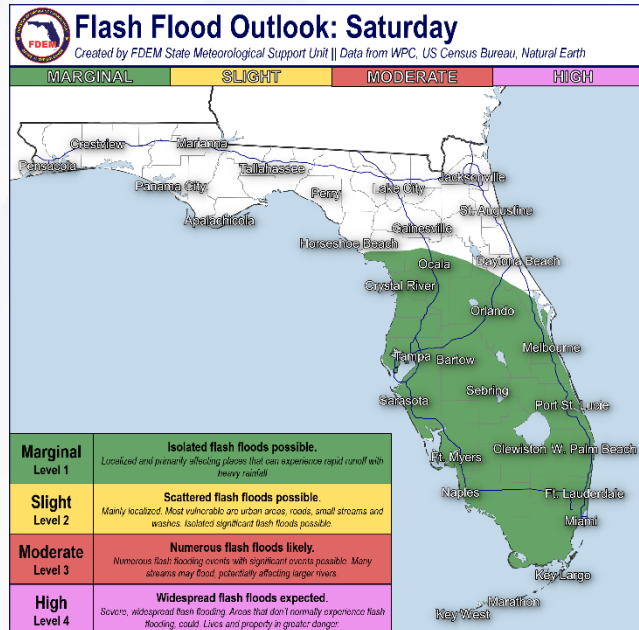 FDEM
Flash Flood Outlook: Saturday
Created by FDEM State Meteorological Support Unit || Data from WPC, US Census Bureau, Natural Earth
MARGINAL SLIGHT MODERATE HIGH
Crestview
Marianna
Pensacola
Tallahassee
Jacksonville
Panama City
Lake City
Perry
St. Augustine
Apalachicola
Gainesville
Horseshoe Beach
Daytona Beach
Ocala
Crystal River
Orlando
Melbourne
Tampa
Bartow
Sebring
Sarasota
Port St. Lucie
Ft. Myers
Clewiston
W. Palm Beach
Naples
Ft. Lauderdale
Miami
Key Largo
Marathon
Key West
Marginal
Level 1
Isolated flash floods possible.
Localized and primarily affecting places that can experience rapid runoff with
heavy rainfall
Slight
Level 2
Scattered flash floods possible.
Mainly localized. Most vulnerable are urban areas, roads, small streams and
washes. Isolated significant flash floods possible.
Moderate
Level 3
Numerous flash floods likely.
Numerous flash flooding events with significant events possible. Many
streams may flood, potentially affecting larger rivers.
High
Level 4
Widespread flash floods expected.
Severe, widespread flash flooding. Areas that don't normally experience flash
flooding, could. Lives and property in greater danger.